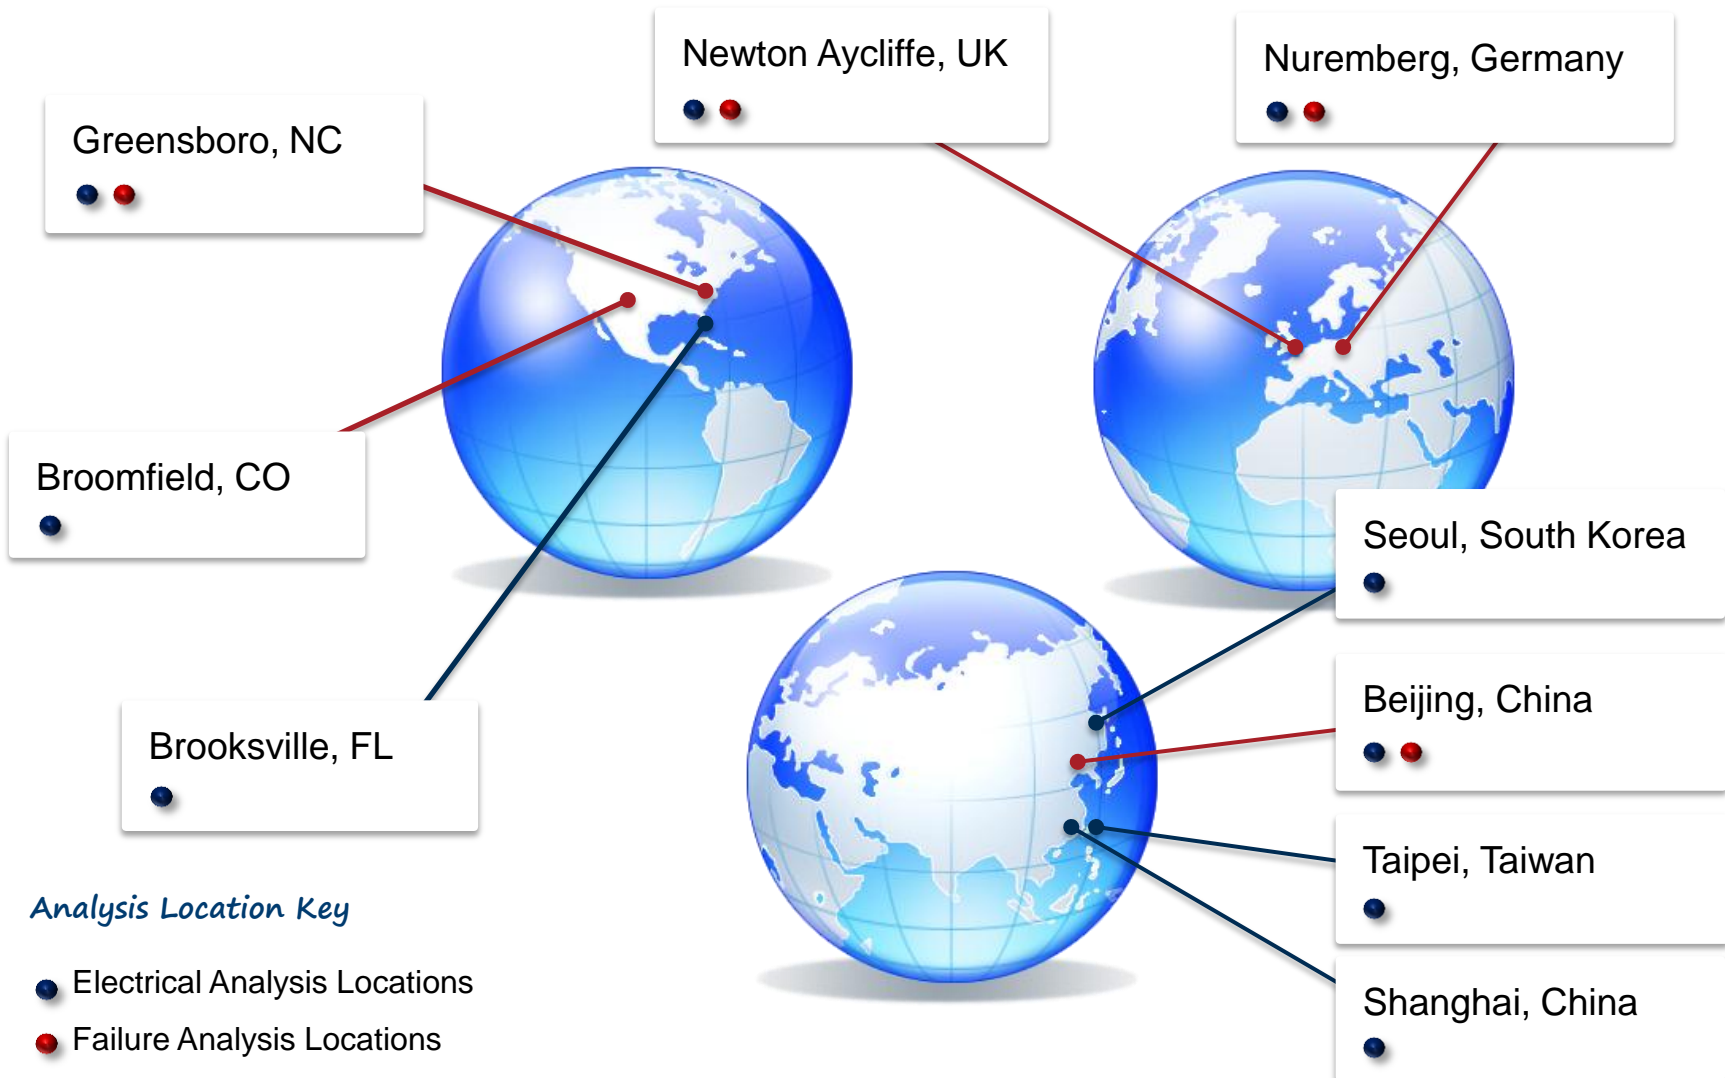 Newton Aycliffe, UK
Nuremberg, Germany
Greensboro, NC
Broomfield, CO
Seoul, South Korea
Beijing, China
Brooksville, FL
Taipei, Taiwan
Shanghai, China
Analysis Location Key
Electrical Analysis Locations
Failure Analysis Locations